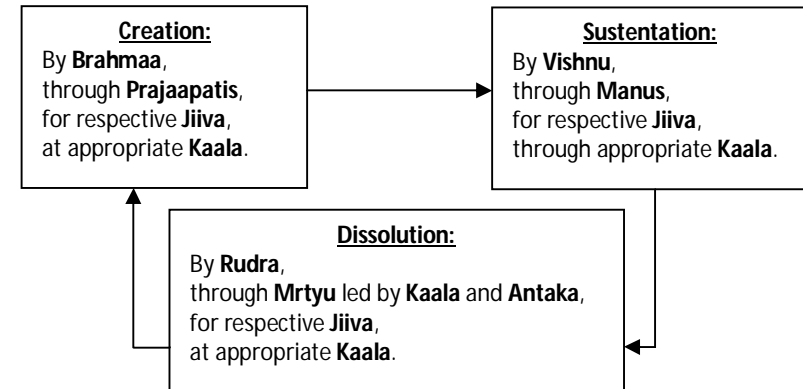 Creation:
By Brahmaa,
through Prajaapatis,
for respective Jiiva,
at appropriate Kaala.
Sustentation:
By Vishnu,
through Manus,
for respective Jiiva,
through appropriate Kaala.
Dissolution:
By Rudra,
through Mrtyu led by Kaala and Antaka,
for respective Jiiva,
at appropriate Kaala.